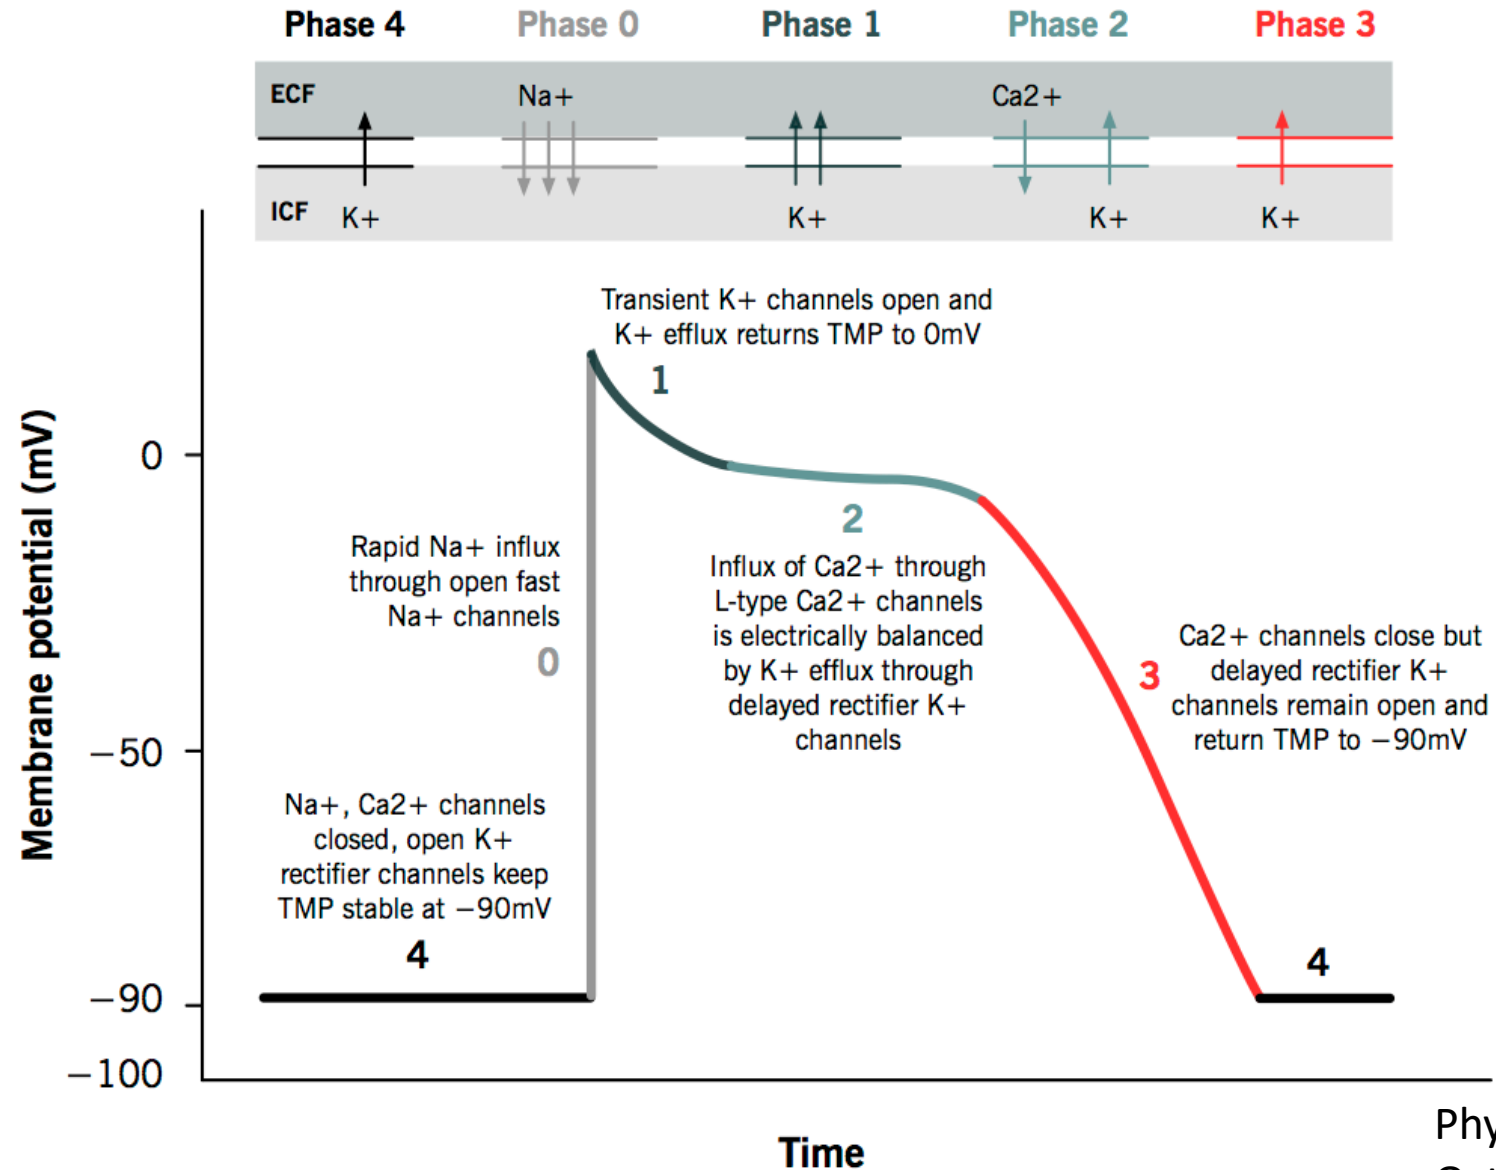 Phase 4
Phase 0
Phase 1
Phase 2
Phase 3
ECF
Na+
Ca2+
ICF
K+
K+
K+
K+
Transient K+ channels open and
K+ efflux returns TMP to 0mV
1
0
Rapid Na+ influx
through open fast
Na+ channels
0
2
Influx of Ca2+ through
L-type Ca2+ channels
is electrically balanced
by K+ efflux through
delayed rectifier K+
channels
3
Ca2+ channels close but
delayed rectifier K+
channels remain open and
return TMP to −90mV
−50
Na+, Ca2+ channels
closed, open K+
rectifier channels keep
TMP stable at −90mV
4
4
−90
−100
Membrane potential (mV)
Time
Phy